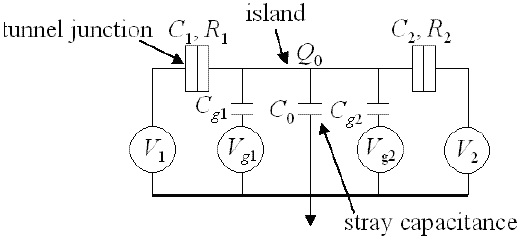 island
tunnel junction
C1, R1
C2, R2
Q0
Cg1
C0
Cg2
V1
Vg1
Vg2
V2
stray capacitance